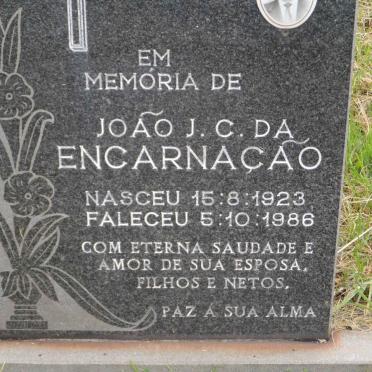 EM
MEMÓRIA DE
JOÃO J. C. DA
ENCARNAÇÃO
NASCEU 15:8:1923
FALECEU 5:10:1986
COM ETERNA SAUDADE E
AMOR DE SUA ESPOSA,
FILHOS E NETOS.
PAZ Á SUA ALMA